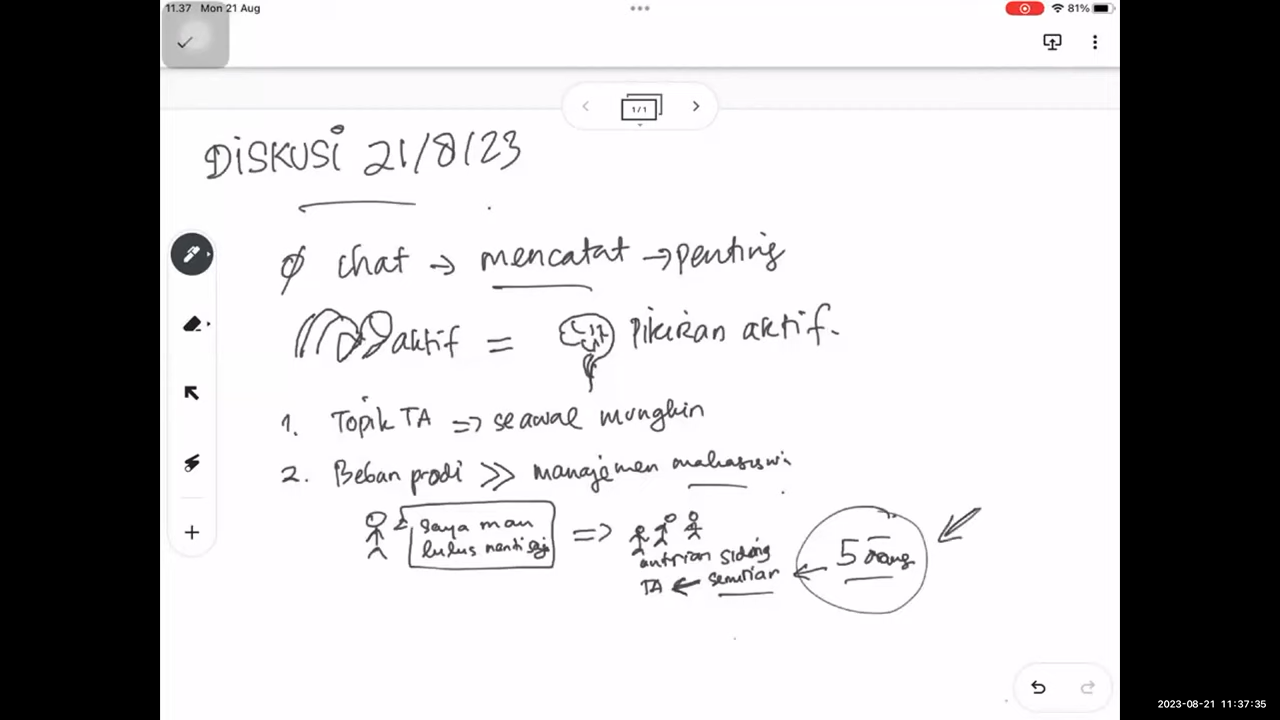 11.37 Mon 21 Aug
81%
1/1
DISKUSI 21/8/23
chat → mencatat → penting
aktif = pikiran aktif.
1. Topik TA => seawal mungkin
2. Beban prodi >> manajemen mahasiswa
saya mau
lulus nanti aja
=>
antrian sidang
TA ← seminar ← 5 orang
2023-08-21 11:37:35